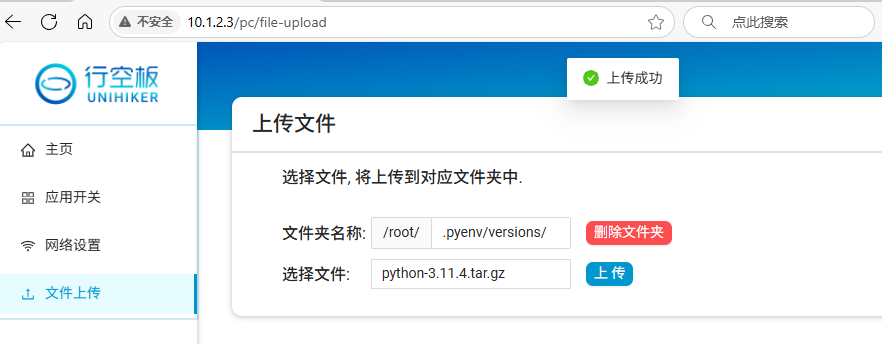 不安全 10.1.2.3/pc/file-upload 点此搜索
行空板
UNIHIKER
上传成功
上传文件
主页
选择文件, 将上传到对应文件夹中.
应用开关
文件夹名称: /root/ .pyenv/versions/ 删除文件夹
网络设置
选择文件: python-3.11.4.tar.gz 上 传
文件上传